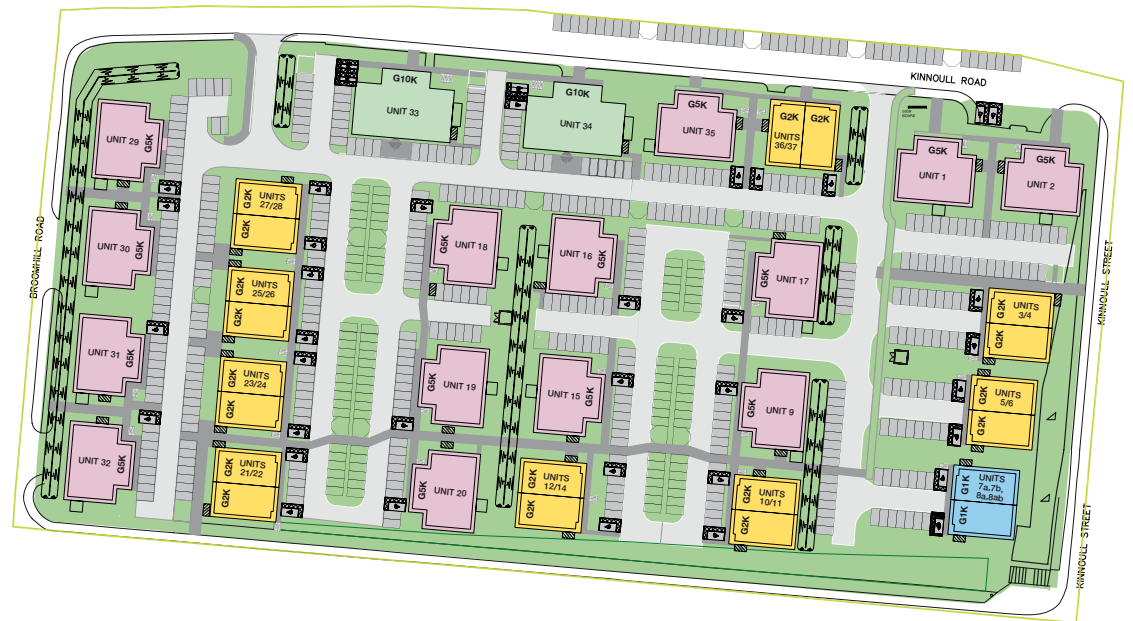 KINNOULL ROAD
G10K
UNIT 33
G10K
UNIT 34
G5K
UNIT 35
G2K G2K
UNITS
36/37
G5K
UNIT 1
G5K
UNIT 2
UNIT 29
G5K
UNIT 30
G5K
UNIT 31
G5K
UNIT 32
G5K
BROOMHILL ROAD
G2K
UNITS
27/28
G2K
G2K
UNITS
25/26
G2K
G2K
UNITS
23/24
G2K
G2K
UNITS
21/22
G2K
G5K
UNIT 18
UNIT 16
G5K
G5K
UNIT 17
G5K
UNIT 19
UNIT 15
G5K
G5K
UNIT 9
G5K
UNIT 20
G2K
UNITS
12/14
G2K
G2K
UNITS
10/11
G2K
G2K
UNITS
3/4
G2K
G2K
UNITS
5/6
G2K
G1K
UNITS
7a,7b,
8a,8ab
G1K
KINNOULL STREET
KINNOULL STREET